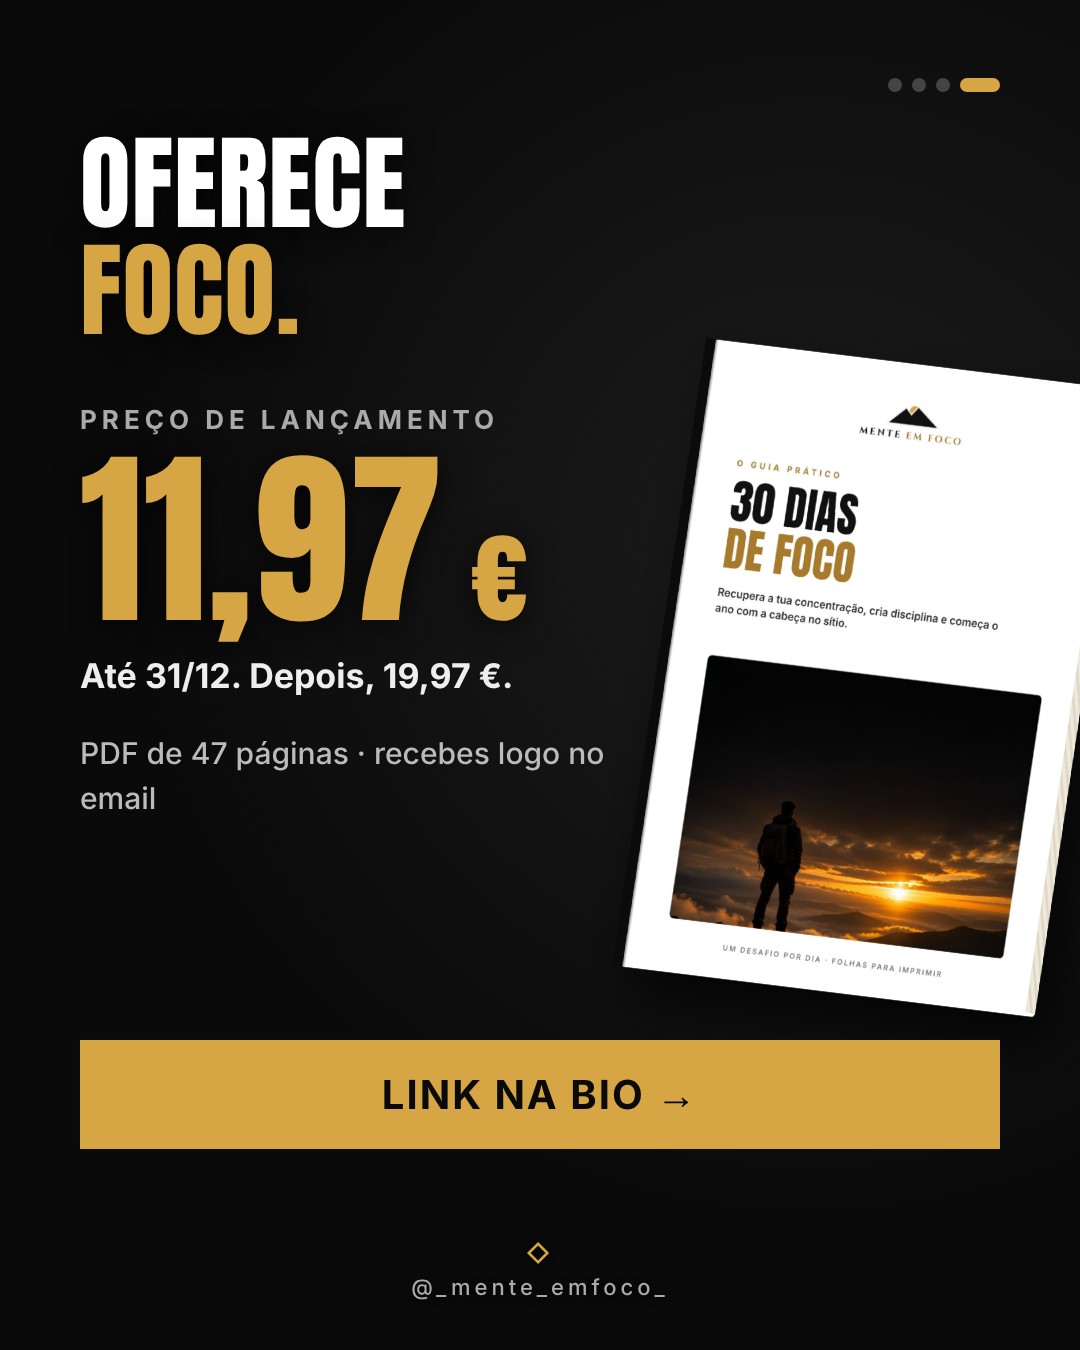 OFERECE
FOCO.
PREÇO DE LANÇAMENTO
11,97 €
Até 31/12. Depois, 19,97 €.
PDF de 47 páginas · recebes logo no
email
MENTE EM FOCO
O GUIA PRÁTICO
30 DIAS
DE FOCO
Recupera a tua concentração, cria disciplina e começa o
ano com a cabeça no sítio.
UM DESAFIO POR DIA · FOLHAS PARA IMPRIMIR
LINK NA BIO →
@_mente_emfoco_